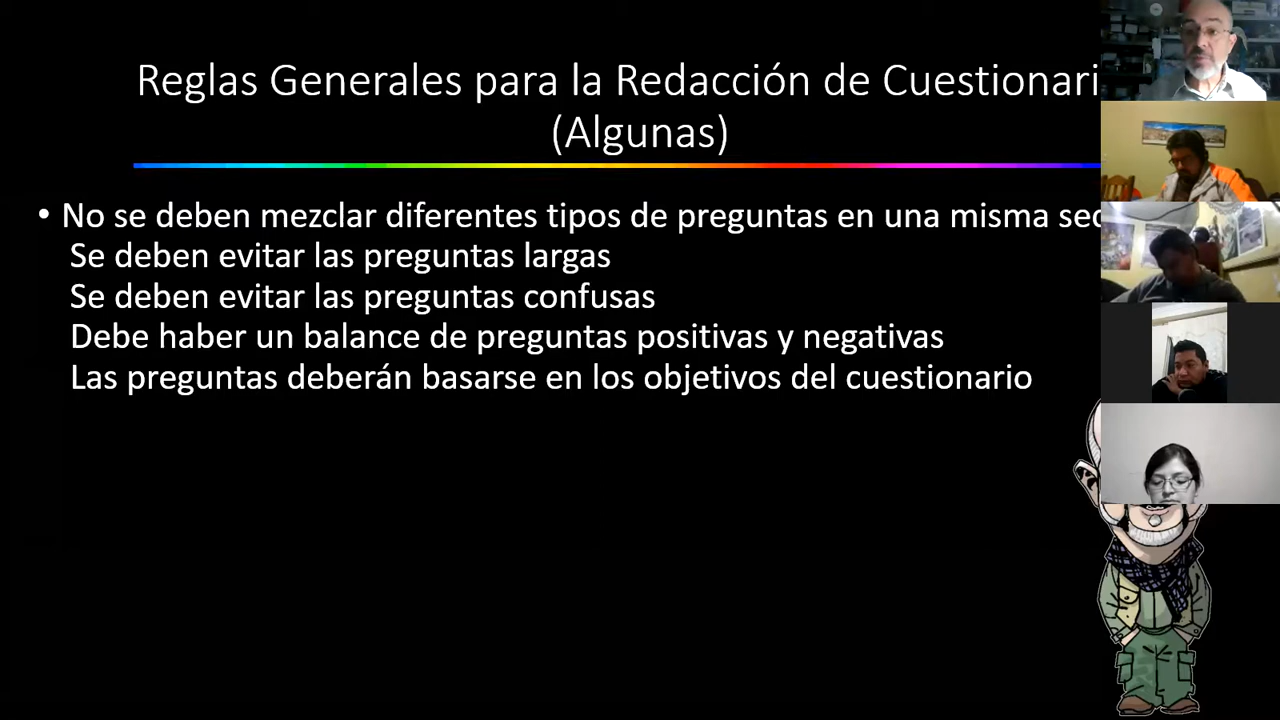 Reglas Generales para la Redacción de
(Algunas)
• No se deben mezclar diferentes tipos de preguntas en una misma
Se deben evitar las preguntas largas
Se deben evitar las preguntas confusas
Debe haber un balance de preguntas positivas y negativas
Las preguntas deberán basarse en los objetivos del cuestionario